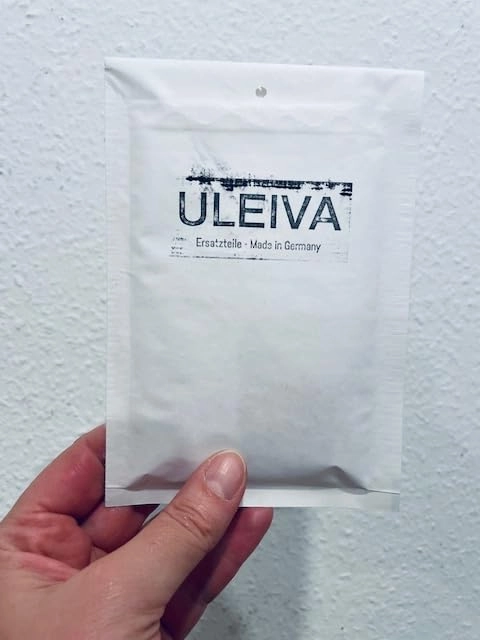 ULEIVA
Ersatzteile · Made in Germany